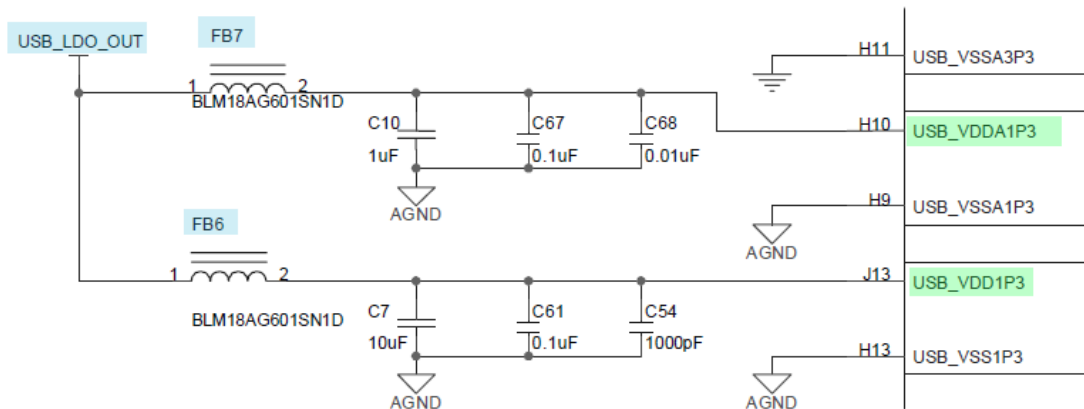 USB_LDO_OUT
FB7
1 2
BLM18AG601SN1D
C10
1uF
C67
0.1uF
C68
0.01uF
AGND
H11 USB_VSSA3P3
H10 USB_VDDA1P3
H9 USB_VSSA1P3
AGND
FB6
1 2
BLM18AG601SN1D
C7
10uF
C61
0.1uF
C54
1000pF
AGND
J13 USB_VDD1P3
H13 USB_VSS1P3
AGND